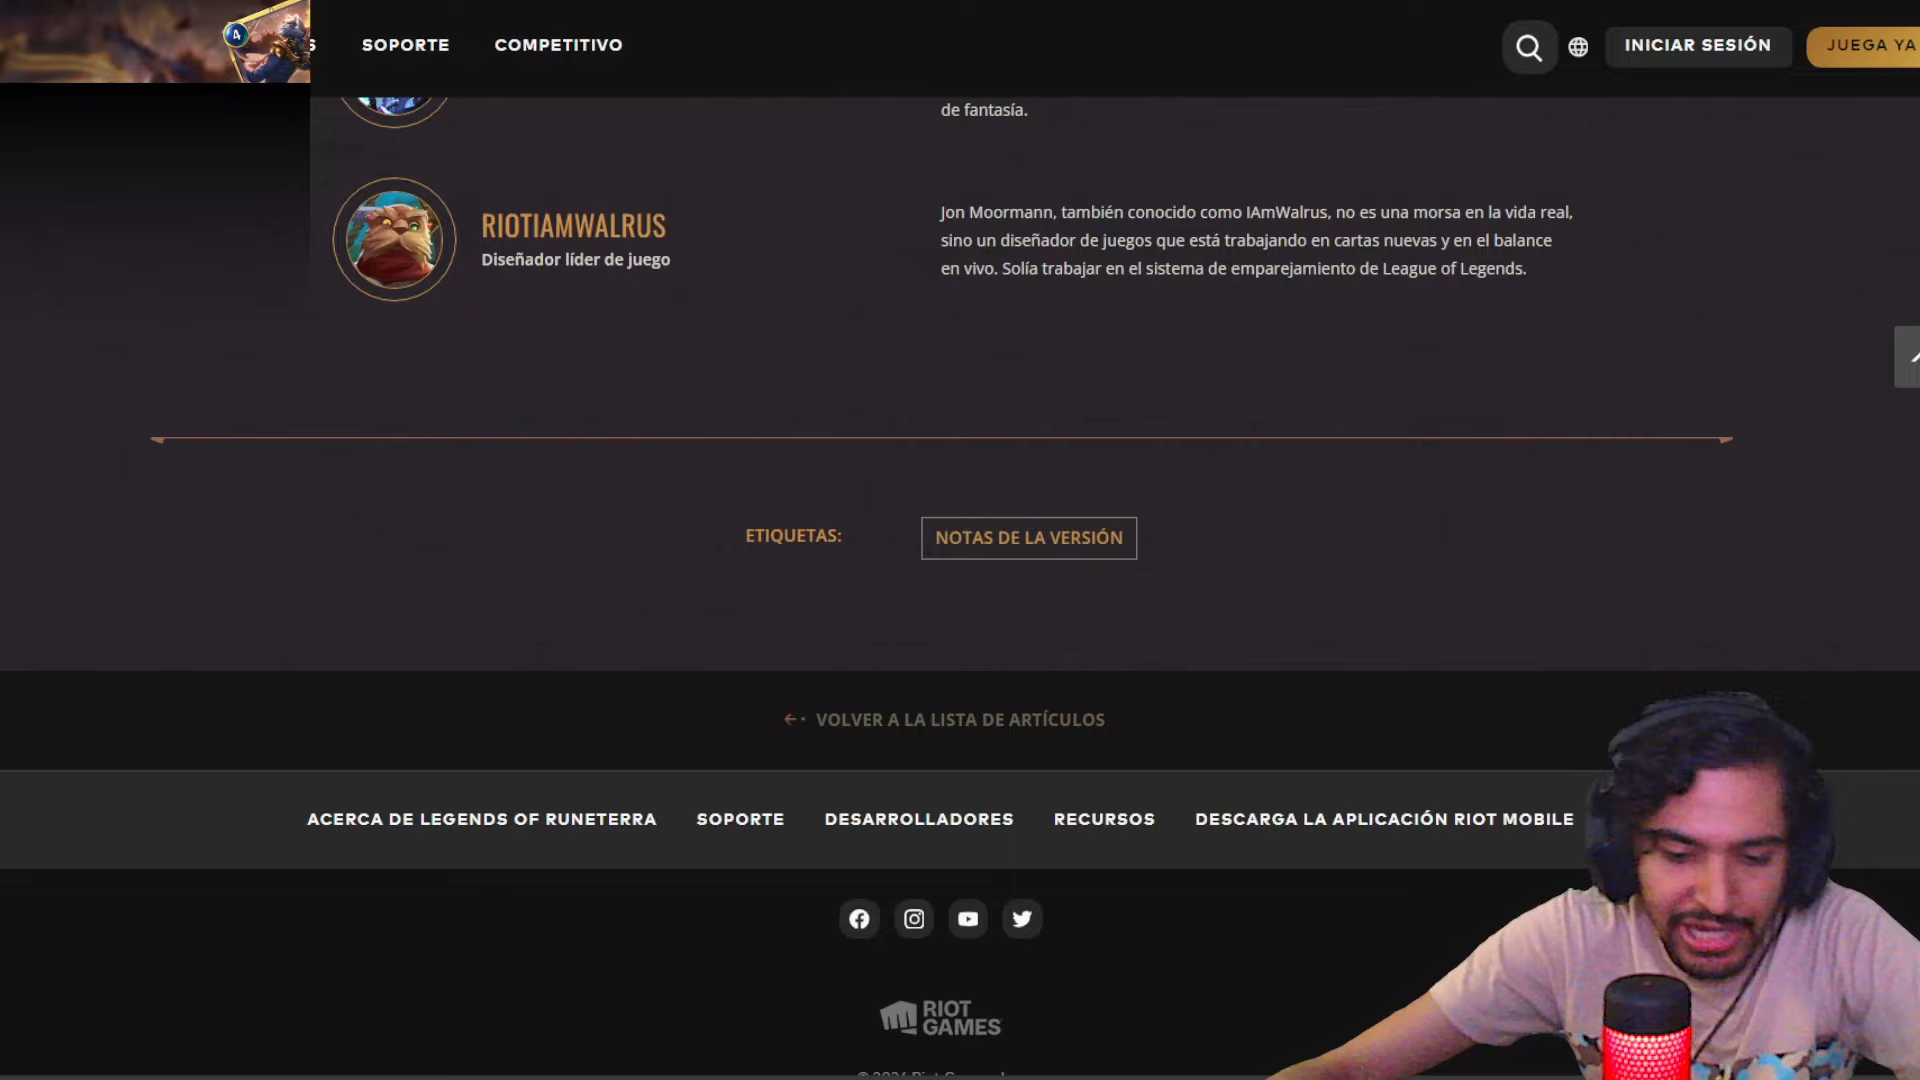 4
S SOPORTE COMPETITIVO INICIAR SESIÓN JUEGA YA
de fantasía.
RIOTIAMWALRUS
Diseñador líder de juego
Jon Moormann, también conocido como IAmWalrus, no es una morsa en la vida real,
sino un diseñador de juegos que está trabajando en cartas nuevas y en el balance
en vivo. Solía trabajar en el sistema de emparejamiento de League of Legends.
ETIQUETAS: NOTAS DE LA VERSIÓN
VOLVER A LA LISTA DE ARTÍCULOS
ACERCA DE LEGENDS OF RUNETERRA SOPORTE DESARROLLADORES RECURSOS DESCARGA LA APLICACIÓN RIOT MOBILE
RIOT
GAMES